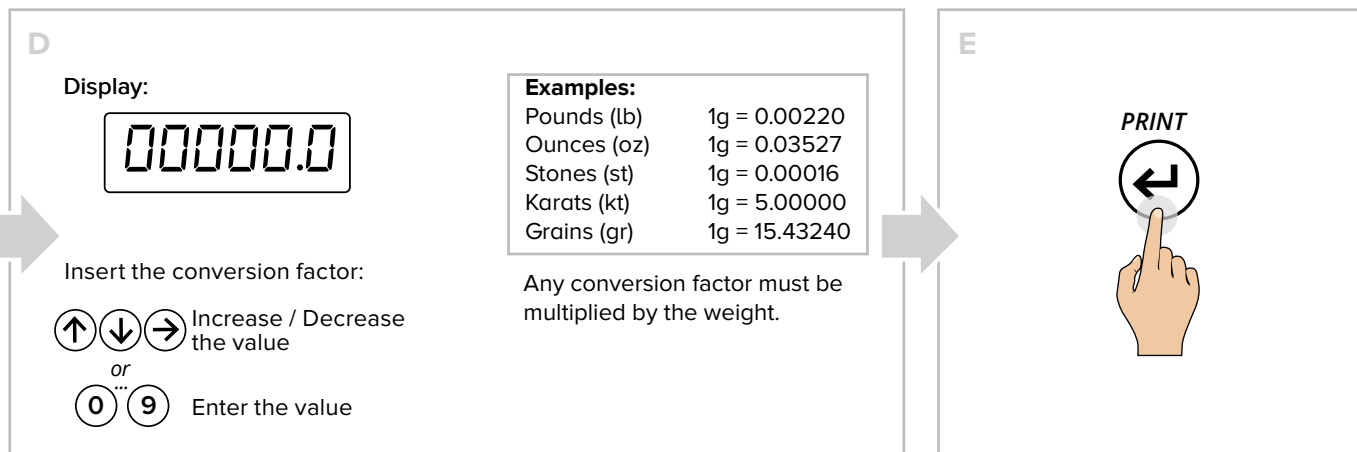 D
Display:
00000.0
Insert the conversion factor:
Increase / Decrease
the value
or
...
0 9 Enter the value
Examples:
Pounds (lb) 1g = 0.00220
Ounces (oz) 1g = 0.03527
Stones (st) 1g = 0.00016
Karats (kt) 1g = 5.00000
Grains (gr) 1g = 15.43240
Any conversion factor must be
multiplied by the weight.
E
PRINT